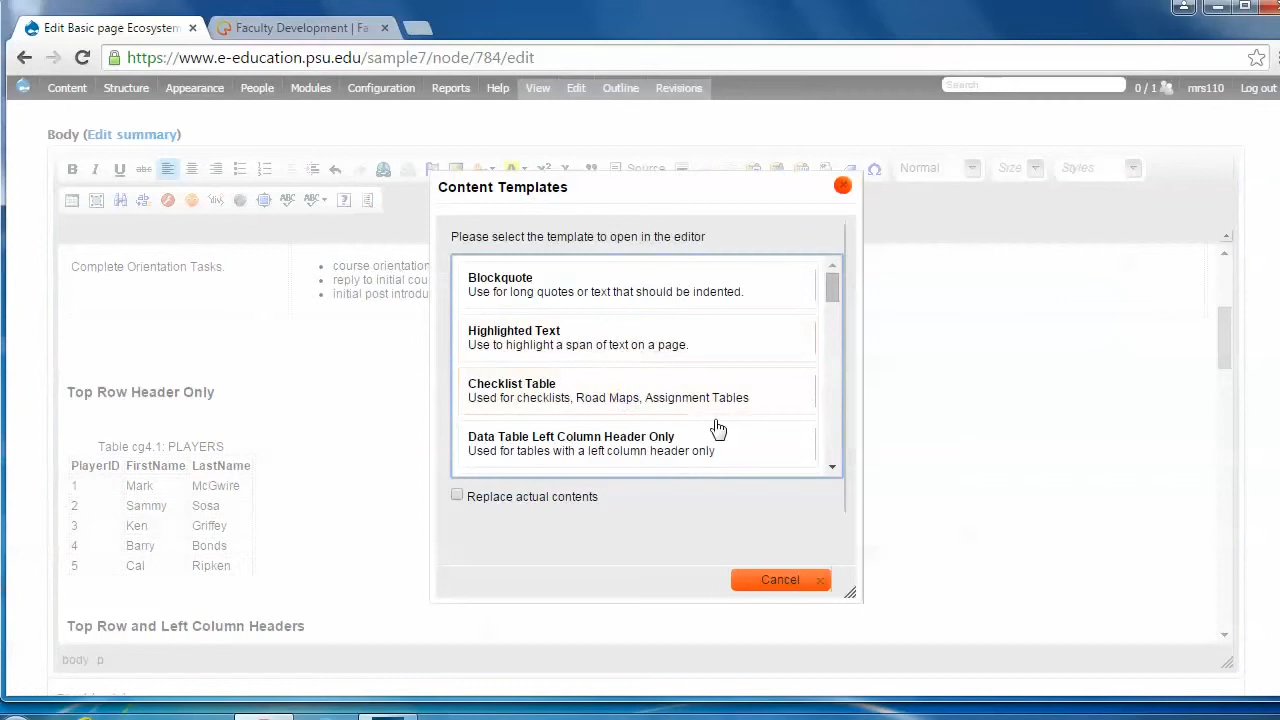 Edit Basic page Ecosystem
Faculty Development | Fa
https://www.e-education.psu.edu/sample7/node/784/edit
Content Structure Appearance People Modules Configuration Reports Help View Edit Outline Revisions Search 0 / 1 mrs110 Log out
Body (Edit summary)
B I U abc Source Normal Size Styles
ABC ABC
Content Templates
Please select the template to open in the editor
Complete Orientation Tasks.
course orientation
reply to initial cou
initial post introdu
Blockquote
Use for long quotes or text that should be indented.
Highlighted Text
Use to highlight a span of text on a page.
Checklist Table
Used for checklists, Road Maps, Assignment Tables
Data Table Left Column Header Only
Used for tables with a left column header only
Replace actual contents
Cancel
Top Row Header Only
Table cg4.1: PLAYERS
PlayerID FirstName LastName
1 Mark McGwire
2 Sammy Sosa
3 Ken Griffey
4 Barry Bonds
5 Cal Ripken
Top Row and Left Column Headers
body p